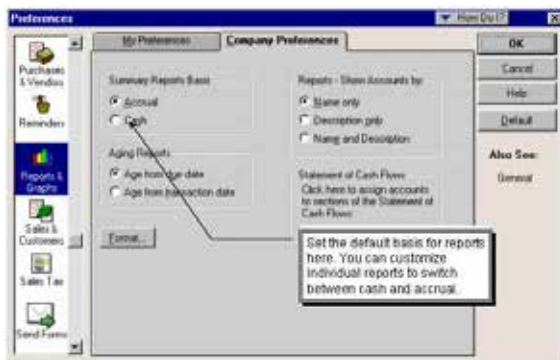 Preferences
How Do I?
My Preferences
Company Preferences
OK
Cancel
Help
Default
Also See:
General
Purchases
& Vendors
Reminders
Reports &
Graphs
Sales &
Customers
Sales Tax
Send Forms
Summary Reports Basis
Accrual
Cash
Aging Reports
Age from due date
Age from transaction date
Format...
Reports - Show Accounts by:
Name only
Description only
Name and Description
Statement of Cash Flows
Click here to assign accounts
to sections of the Statement of
Cash Flows
Set the default basis for reports
here. You can customize
individual reports to switch
between cash and accrual.